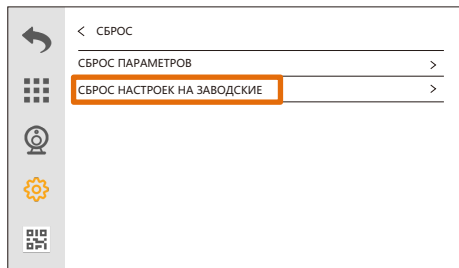 СБРОС
СБРОС ПАРАМЕТРОВ
СБРОС НАСТРОЕК НА ЗАВОДСКИЕ